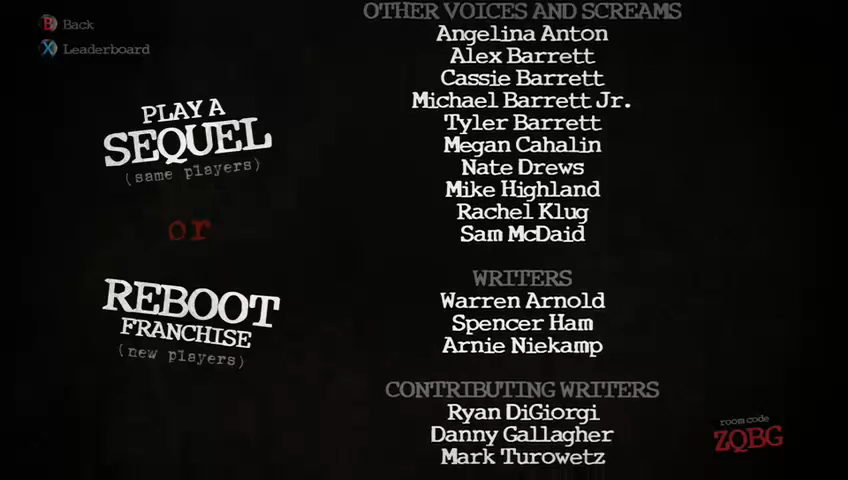 B Back
X Leaderboard
PLAY A
SEQUEL
(same players)
or
REBOOT
FRANCHISE
(new players)
OTHER VOICES AND SCREAMS
Angelina Anton
Alex Barrett
Cassie Barrett
Michael Barrett Jr.
Tyler Barrett
Megan Cahalin
Nate Drews
Mike Highland
Rachel Klug
Sam McDaid
WRITERS
Warren Arnold
Spencer Ham
Arnie Niekamp
CONTRIBUTING WRITERS
Ryan DiGiorgi
Danny Gallagher
Mark Turowetz
room code
ZQBG